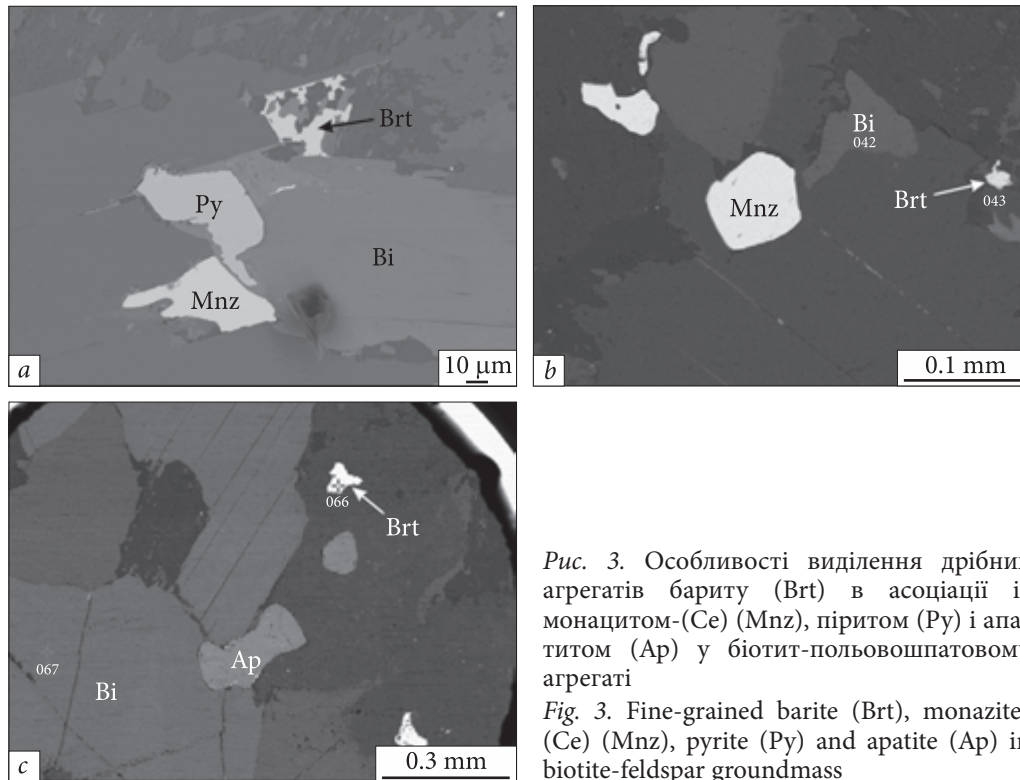 Brt
Py
Bi
Mnz
a
10 µm
Bi
042
Mnz
Brt
043
b
0.1 mm
066
Brt
Ap
067
Bi
c
0.3 mm
Рис. 3. Особливості виділення дрібни
агрегатів бариту (Brt) в асоціації і
монацитом-(Ce) (Mnz), піритом (Py) і апа
титом (Ap) у біотит-польовошпатовом
агрегаті
Fig. 3. Fine-grained barite (Brt), monazite
(Ce) (Mnz), pyrite (Py) and apatite (Ap) in
biotite-feldspar groundmass